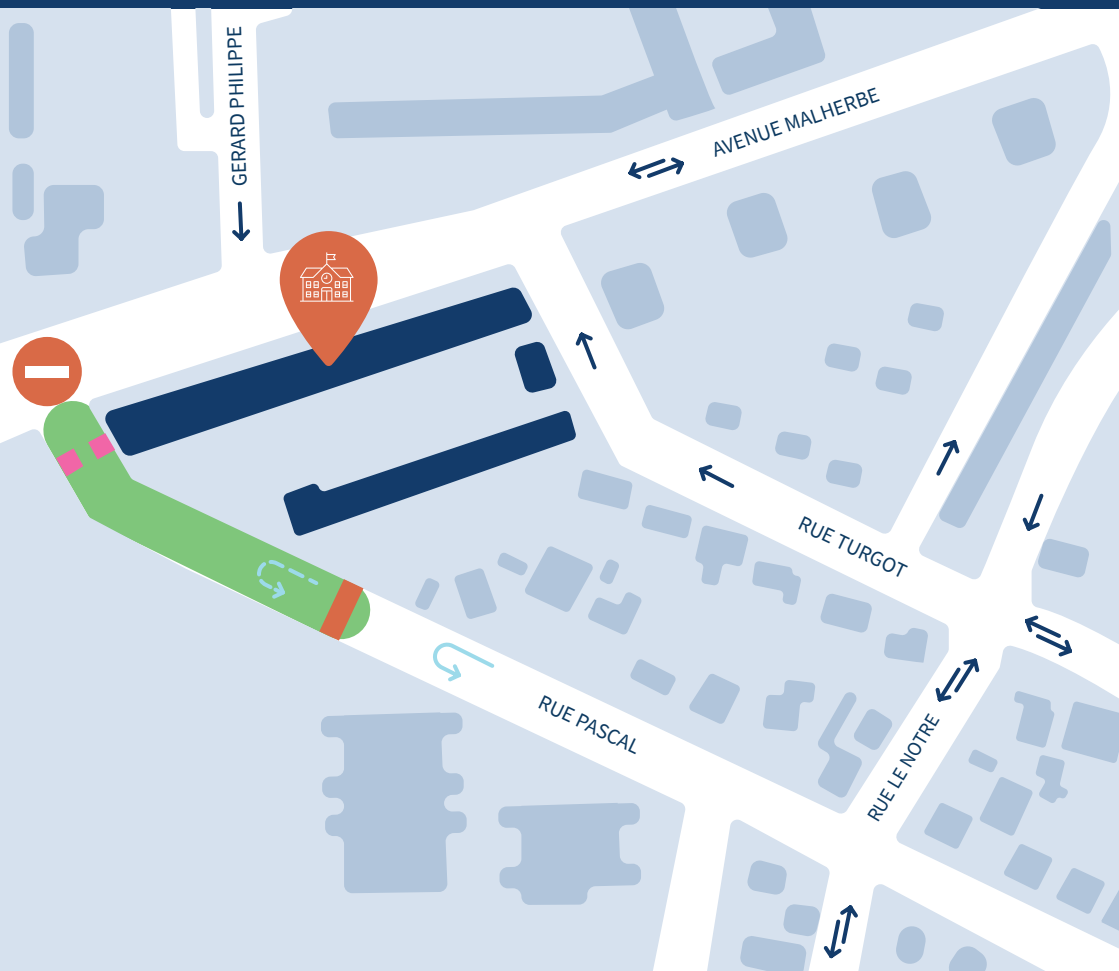 GERARD PHILIPPE
AVENUE MALHERBE
RUE TURGOT
RUE PASCAL
RUE LE NOTRE